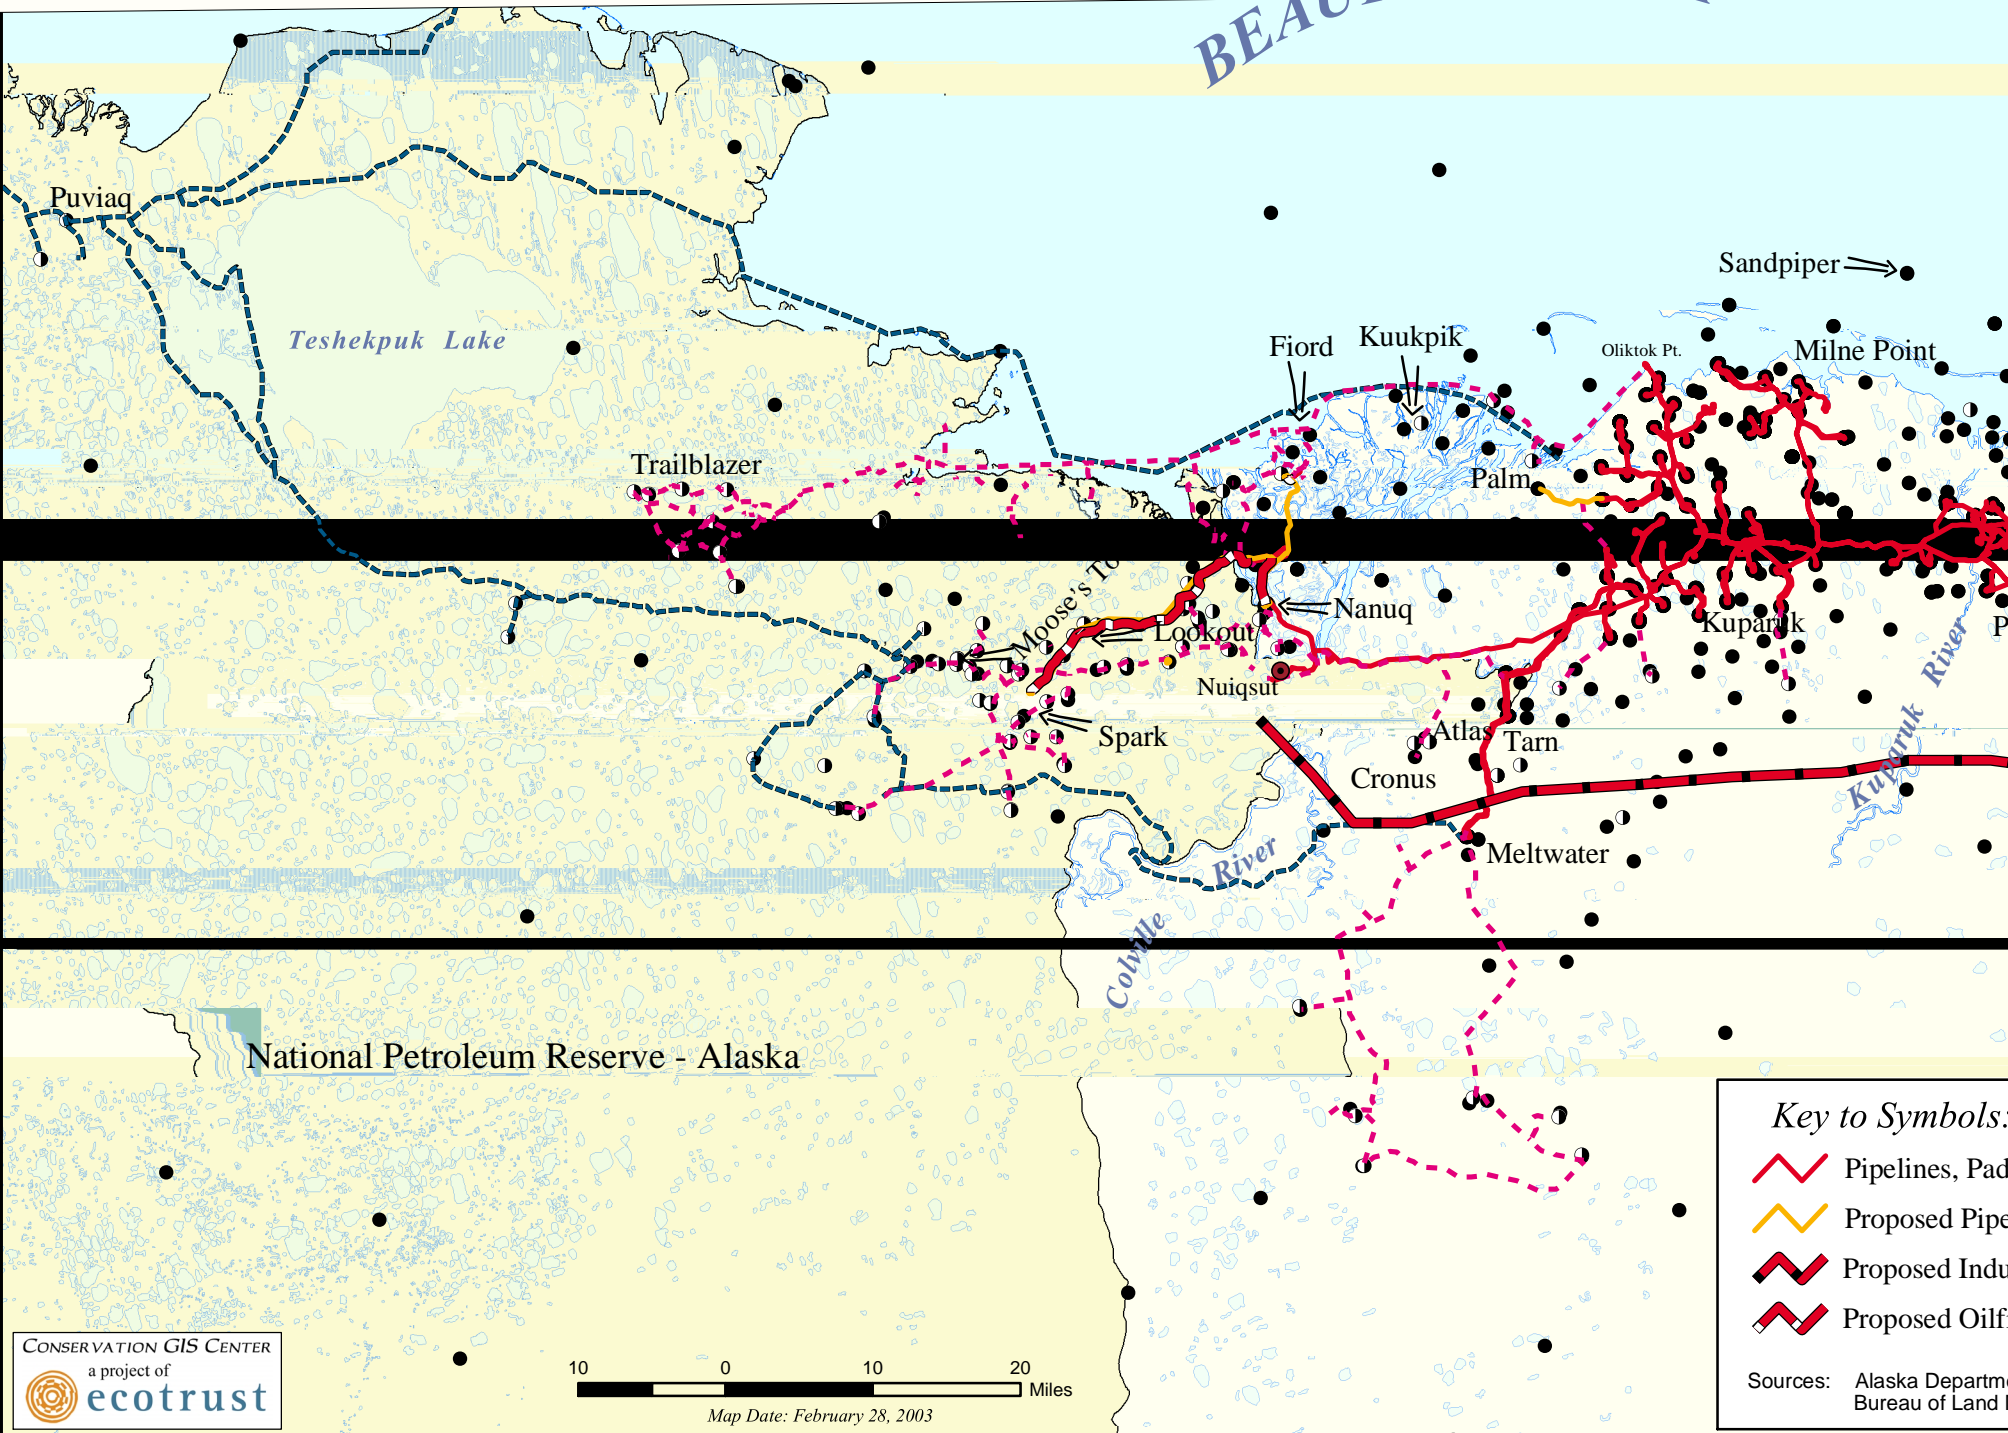 Puviaq
Sandpiper
Teshekpuk Lake
Fiord
Kuukpik
Oliktok Pt.
Milne Point
Trailblazer
Palm
Nanuq
Lookout
Kuparuk
River
Nuiqsut
Spark
Atlas
Tarn
Cronus
Kuparuk
Meltwater
River
Colville
National Petroleum Reserve - Alaska
Key to Symbols:
Pipelines, Pad
Proposed Pipe
Proposed Indu
Proposed Oilf
Sources: Alaska Departm
Bureau of Land
CONSERVATION GIS CENTER
a project of
ecotrust
10 0 10 20
Miles
Map Date: February 28, 2003